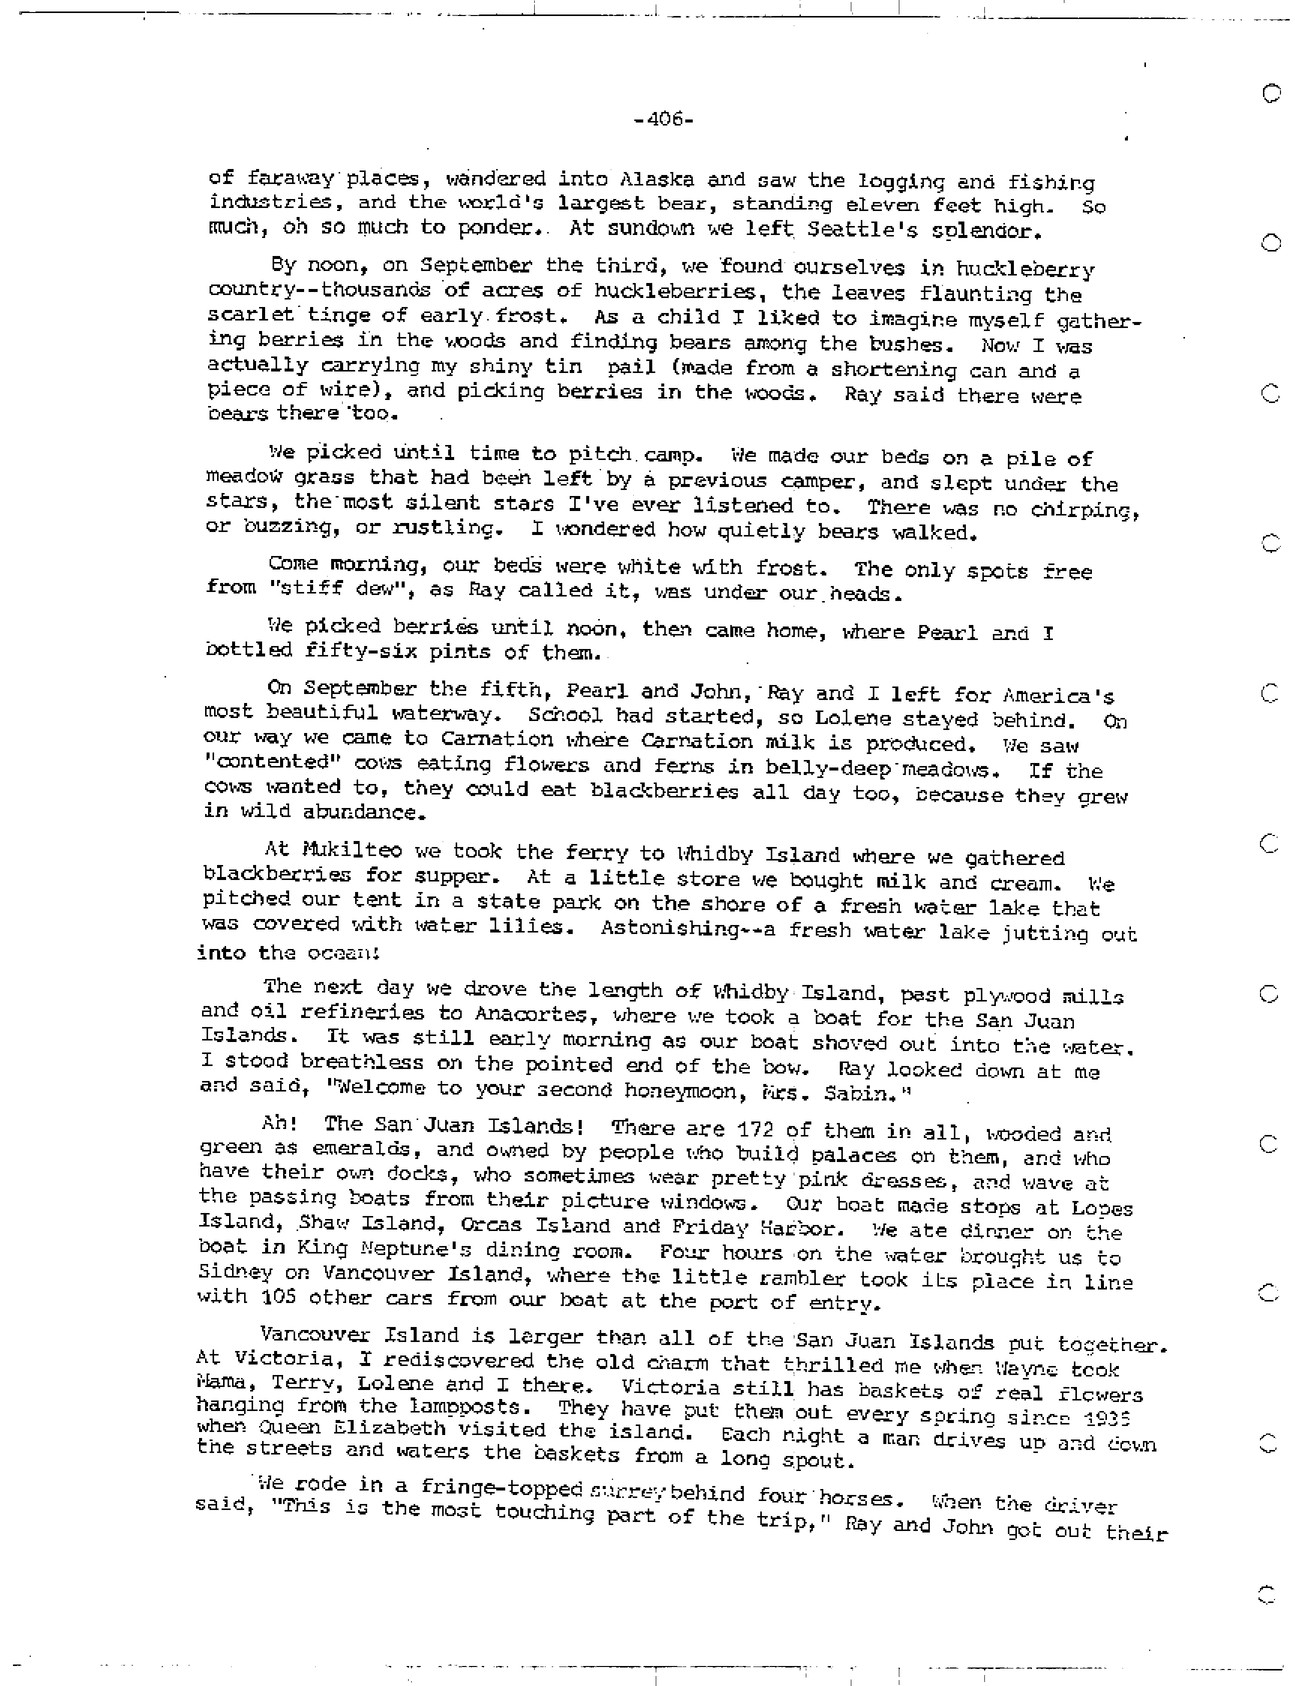 -406-
of faraway places, wandered into Alaska and saw the logging and fishing
industries, and the world's largest bear, standing eleven feet high. So
much, oh so much to ponder. At sundown we left Seattle's splendor.
By noon, on September the third, we found ourselves in huckleberry
country--thousands of acres of huckleberries, the leaves flaunting the
scarlet tinge of early frost. As a child I liked to imagine myself gather-
ing berries in the woods and finding bears among the bushes. Now I was
actually carrying my shiny tin pail (made from a shortening can and a
piece of wire), and picking berries in the woods. Ray said there were
bears there too.
We picked until time to pitch camp. We made our beds on a pile of
meadow grass that had been left by a previous camper, and slept under the
stars, the most silent stars I've ever listened to. There was no chirping,
or buzzing, or rustling. I wondered how quietly bears walked.
Come morning, our beds were white with frost. The only spots free
from "stiff dew", as Ray called it, was under our heads.
We picked berries until noon, then came home, where Pearl and I
bottled fifty-six pints of them.
On September the fifth, Pearl and John, Ray and I left for America's
most beautiful waterway. School had started, so Lolene stayed behind. On
our way we came to Carnation where Carnation milk is produced. We saw
"contented" cows eating flowers and ferns in belly-deep meadows. If the
cows wanted to, they could eat blackberries all day too, because they grew
in wild abundance.
At Mukilteo we took the ferry to Whidby Island where we gathered
blackberries for supper. At a little store we bought milk and cream. We
pitched our tent in a state park on the shore of a fresh water lake that
was covered with water lilies. Astonishing--a fresh water lake jutting out
into the ocean!
The next day we drove the length of Whidby Island, past plywood mills
and oil refineries to Anacortes, where we took a boat for the San Juan
Islands. It was still early morning as our boat shoved out into the water.
I stood breathless on the pointed end of the bow. Ray looked down at me
and said, "Welcome to your second honeymoon, Mrs. Sabin."
Ah! The San Juan Islands! There are 172 of them in all, wooded and
green as emeralds, and owned by people who build palaces on them, and who
have their own docks, who sometimes wear pretty pink dresses, and wave at
the passing boats from their picture windows. Our boat made stops at Lopes
Island, Shaw Island, Orcas Island and Friday Harbor. We ate dinner on the
boat in King Neptune's dining room. Four hours on the water brought us to
Sidney on Vancouver Island, where the little rambler took its place in line
with 105 other cars from our boat at the port of entry.
Vancouver Island is larger than all of the San Juan Islands put together.
At Victoria, I rediscovered the old charm that thrilled me when Wayne took
Mama, Terry, Lolene and I there. Victoria still has baskets of real flowers
hanging from the lampposts. They have put them out every spring since 1935
when Queen Elizabeth visited the island. Each night a man drives up and down
the streets and waters the baskets from a long spout.
We rode in a fringe-topped surrey behind four horses. When the driver
said, "This is the most touching part of the trip," Ray and John got out their